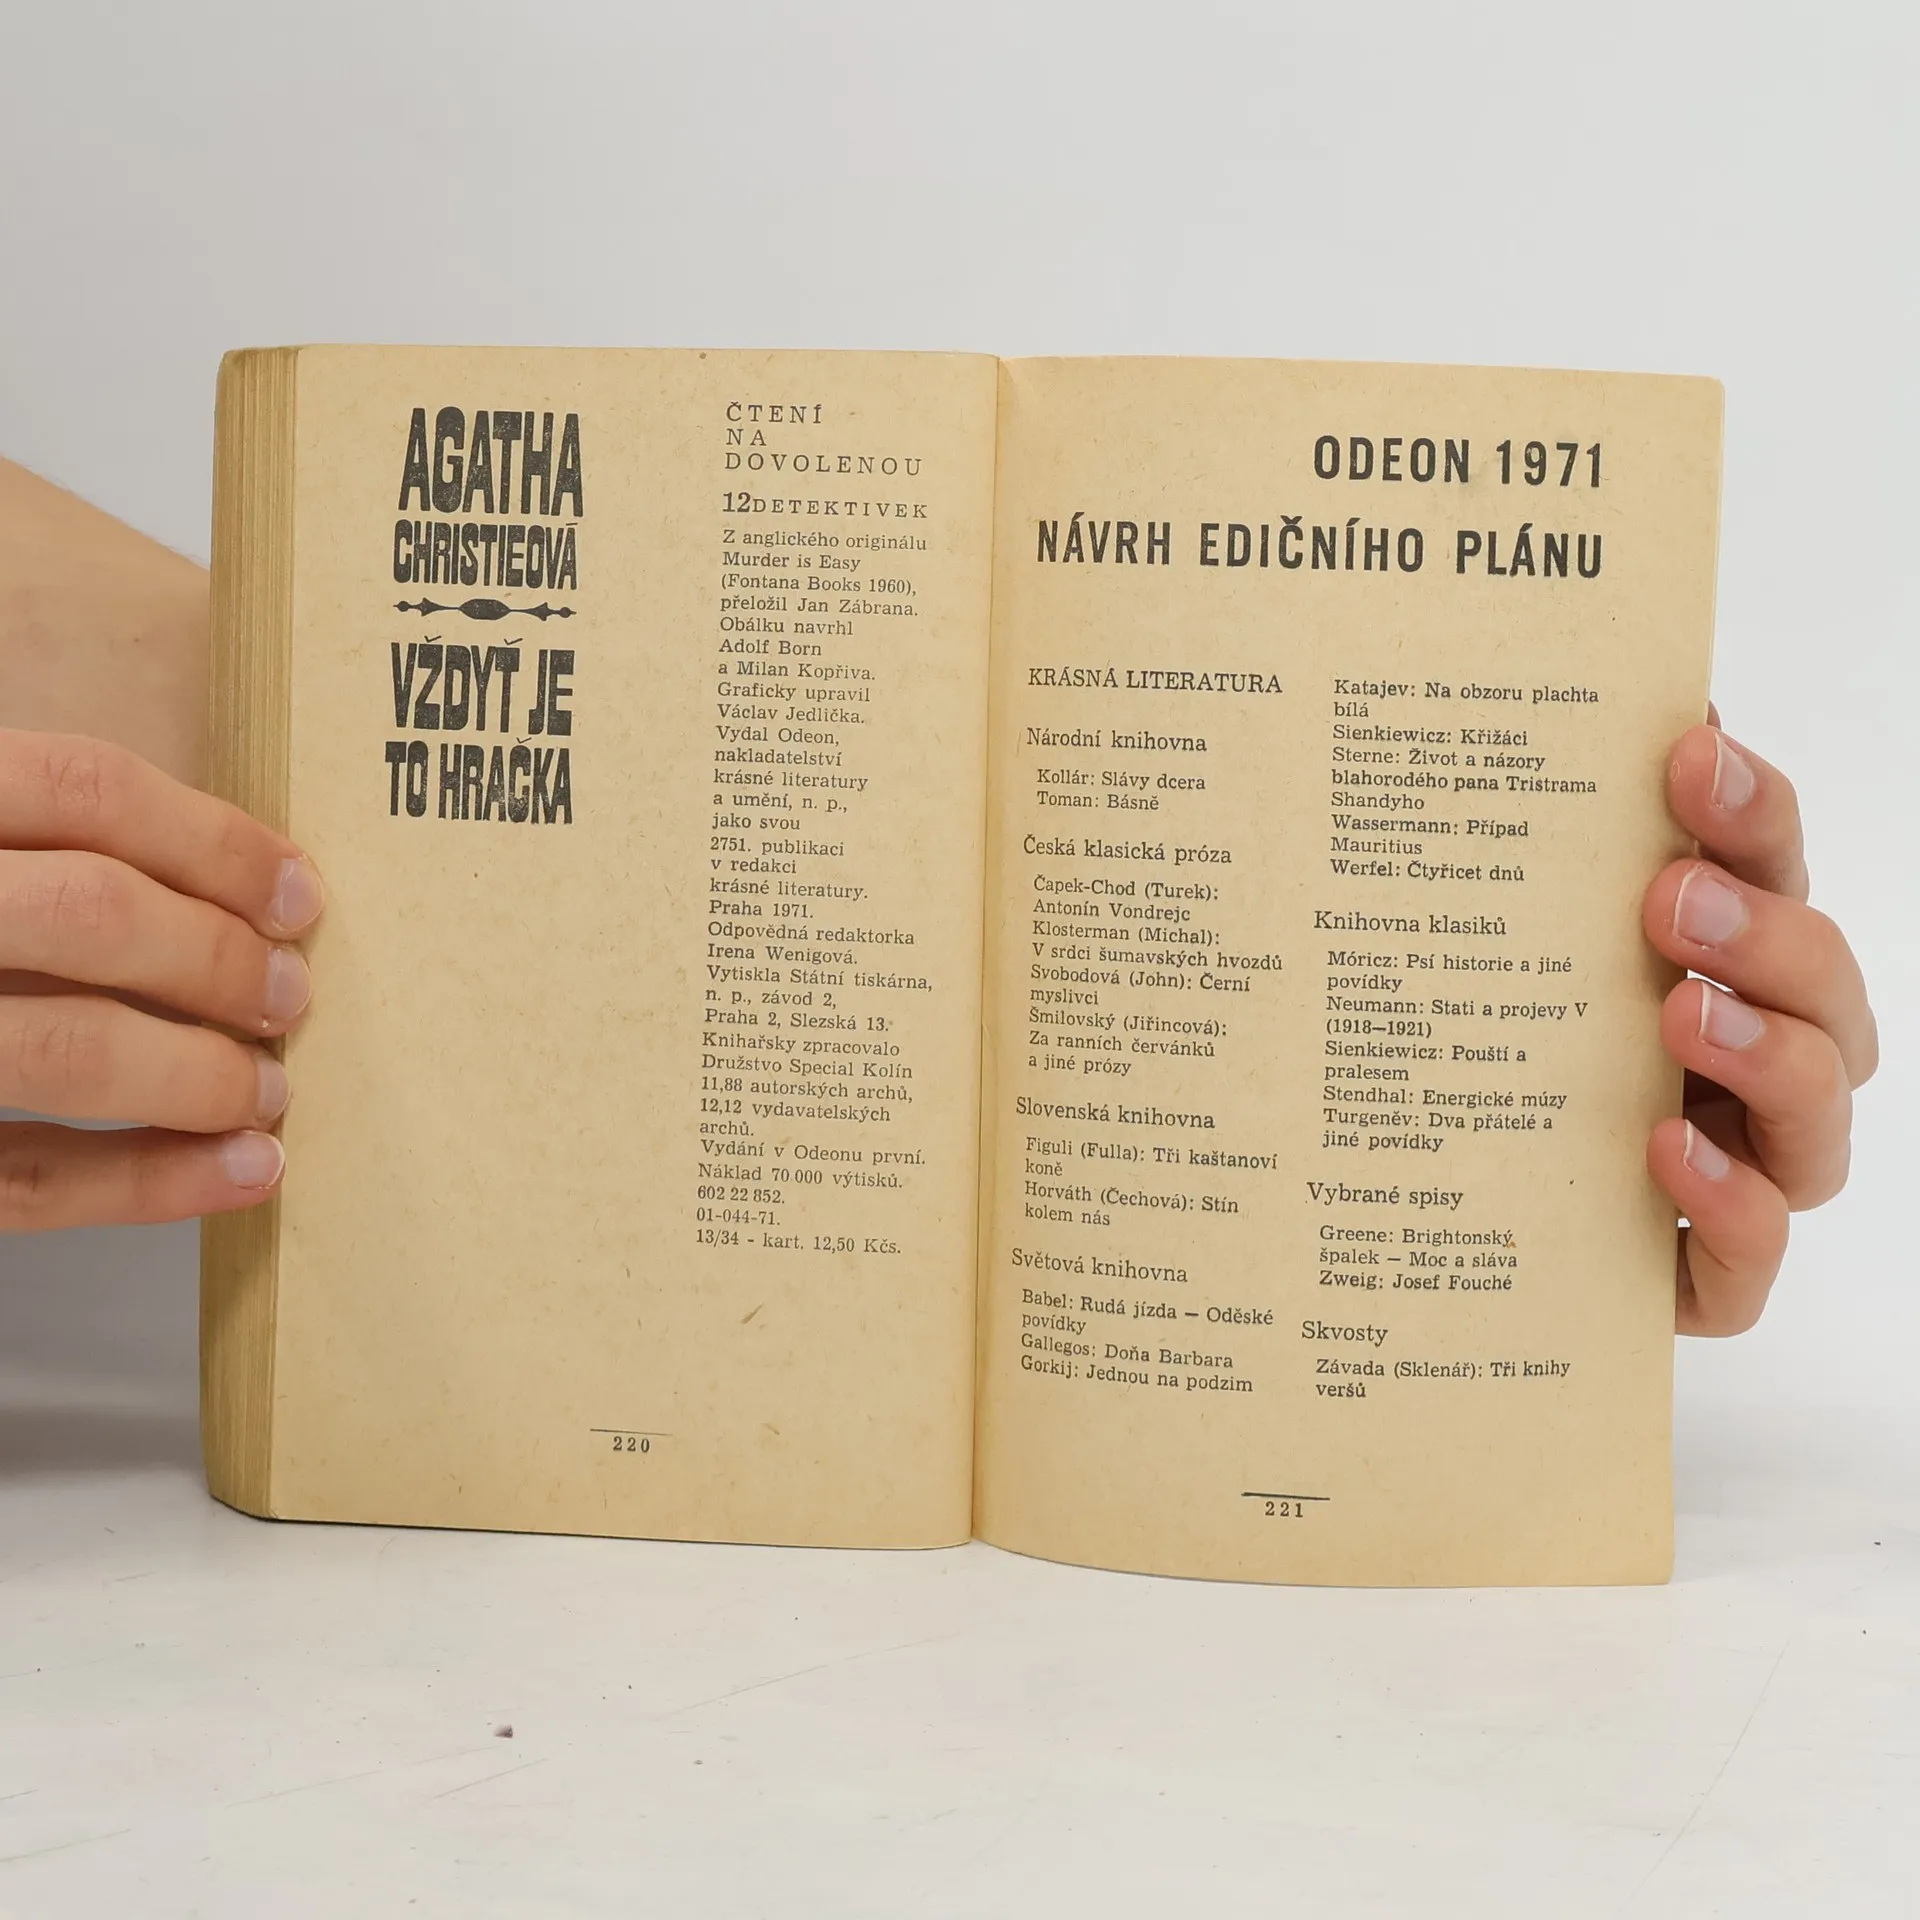 AGATHA
CHRISTIEOVÁ
VŽDYŤ JE
TO HRAČKA
ČTENÍ
NA
DOVOLENOU
12 DETEKTIVEK
Z anglického originálu
Murder is Easy
(Fontana Books 1960),
přeložil Jan Zábrana.
Obálku navrhl
Adolf Born
a Milan Kopřiva.
Graficky upravil
Václav Jedlička.
Vydal Odeon,
nakladatelství
krásné literatury
a umění, n. p.,
jako svou
2751. publikaci
v redakci
krásné literatury.
Praha 1971.
Odpovědná redaktorka
Irena Wenigová.
Vytiskla Státní tiskárna,
n. p., závod 2,
Praha 2, Slezská 13.
Knihařsky zpracovalo
Družstvo Special Kolín
11,88 autorských archů,
12,12 vydavatelských
archů.
Vydání v Odeonu první.
Náklad 70 000 výtisků.
602 22 852.
01-044-71.
13/34 - kart. 12,50 Kčs.
220
ODEON 1971
NÁVRH EDIČNÍHO PLÁNU
KRÁSNÁ LITERATURA
Národní knihovna
Kollár: Slávy dcera
Toman: Básně
Česká klasická próza
Čapek-Chod (Turek):
Antonín Vondrejc
Klosterman (Michal):
V srdci šumavských hvozdů
Svobodová (John): Černí
myslivci
Šmilovský (Jiřincová):
Za ranních červánků
a jiné prózy
Slovenská knihovna
Figuli (Fulla): Tři kaštanoví
koně
Horváth (Čechová): Stín
kolem nás
Světová knihovna
Babel: Rudá jízda — Oděské
povídky
Gallegos: Doňa Barbara
Gorkij: Jednou na podzim
Katajev: Na obzoru plachta
bílá
Sienkiewicz: Křižáci
Sterne: Život a názory
blahorodého pana Tristrama
Shandyho
Wassermann: Případ
Mauritius
Werfel: Čtyřicet dnů
Knihovna klasiků
Móricz: Psí historie a jiné
povídky
Neumann: Stati a projevy V
(1918—1921)
Sienkiewicz: Pouští a
pralesem
Stendhal: Energické múzy
Turgeněv: Dva přátelé a
jiné povídky
Vybrané spisy
Greene: Brightonský
špalek — Moc a sláva
Zweig: Josef Fouché
Skvosty
Závada (Sklenář): Tři knihy
veršů
221